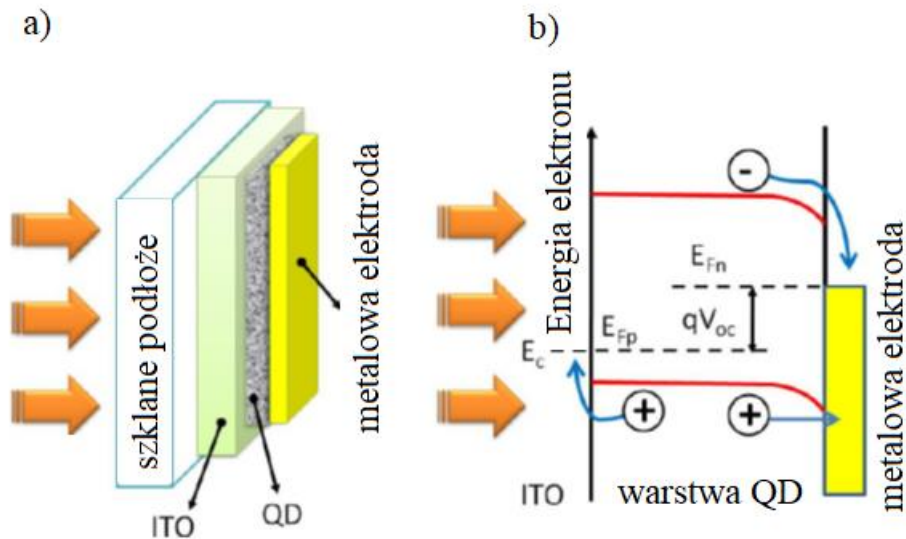 a)
szklane podłoże
ITO
QD
metalowa elektroda
b)
Energia elektronu
-
E_Fn
qV_oc
E_Fp
E_c
+
+
ITO
warstwa QD
metalowa elektroda